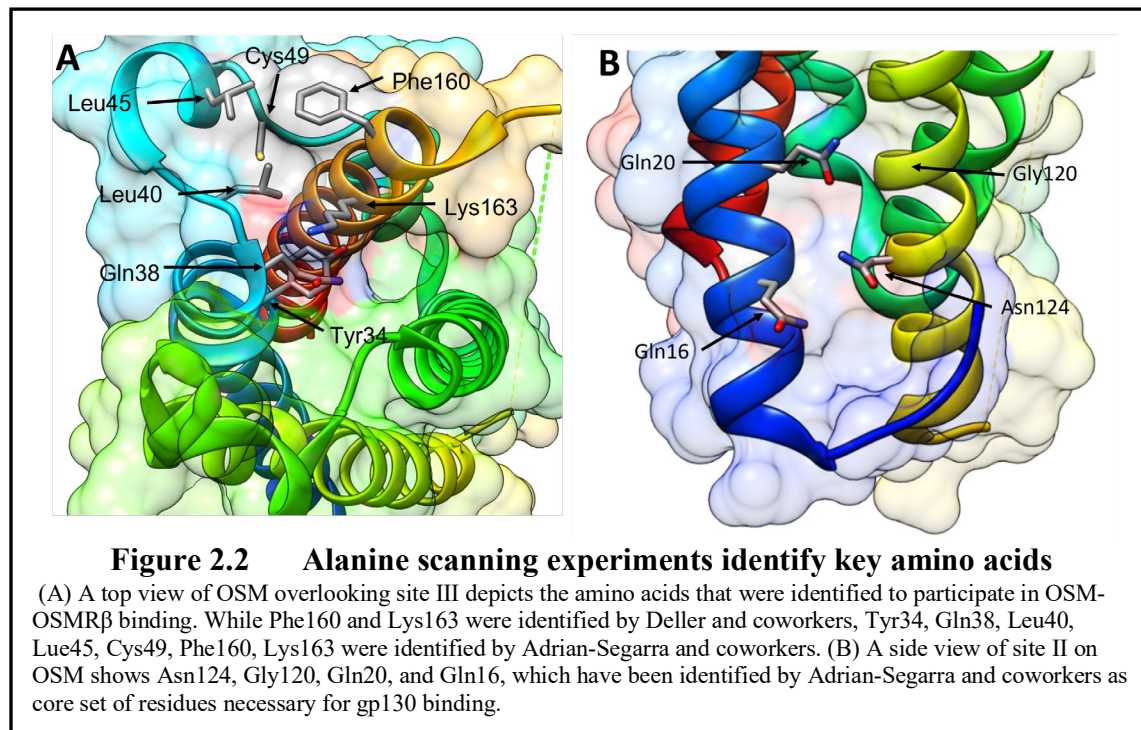 A
Cys49
Phe160
Leu45
Leu40
Lys163
Gln38
Tyr34
B
Gln20
Gly120
Gln16
Asn124
Figure 2.2 Alanine scanning experiments identify key amino acids
(A) A top view of OSM overlooking site III depicts the amino acids that were identified to participate in OSM-
OSMRβ binding. While Phe160 and Lys163 were identified by Deller and coworkers, Tyr34, Gln38, Leu40,
Lue45, Cys49, Phe160, Lys163 were identified by Adrian-Segarra and coworkers. (B) A side view of site II on
OSM shows Asn124, Gly120, Gln20, and Gln16, which have been identified by Adrian-Segarra and coworkers as
core set of residues necessary for gp130 binding.